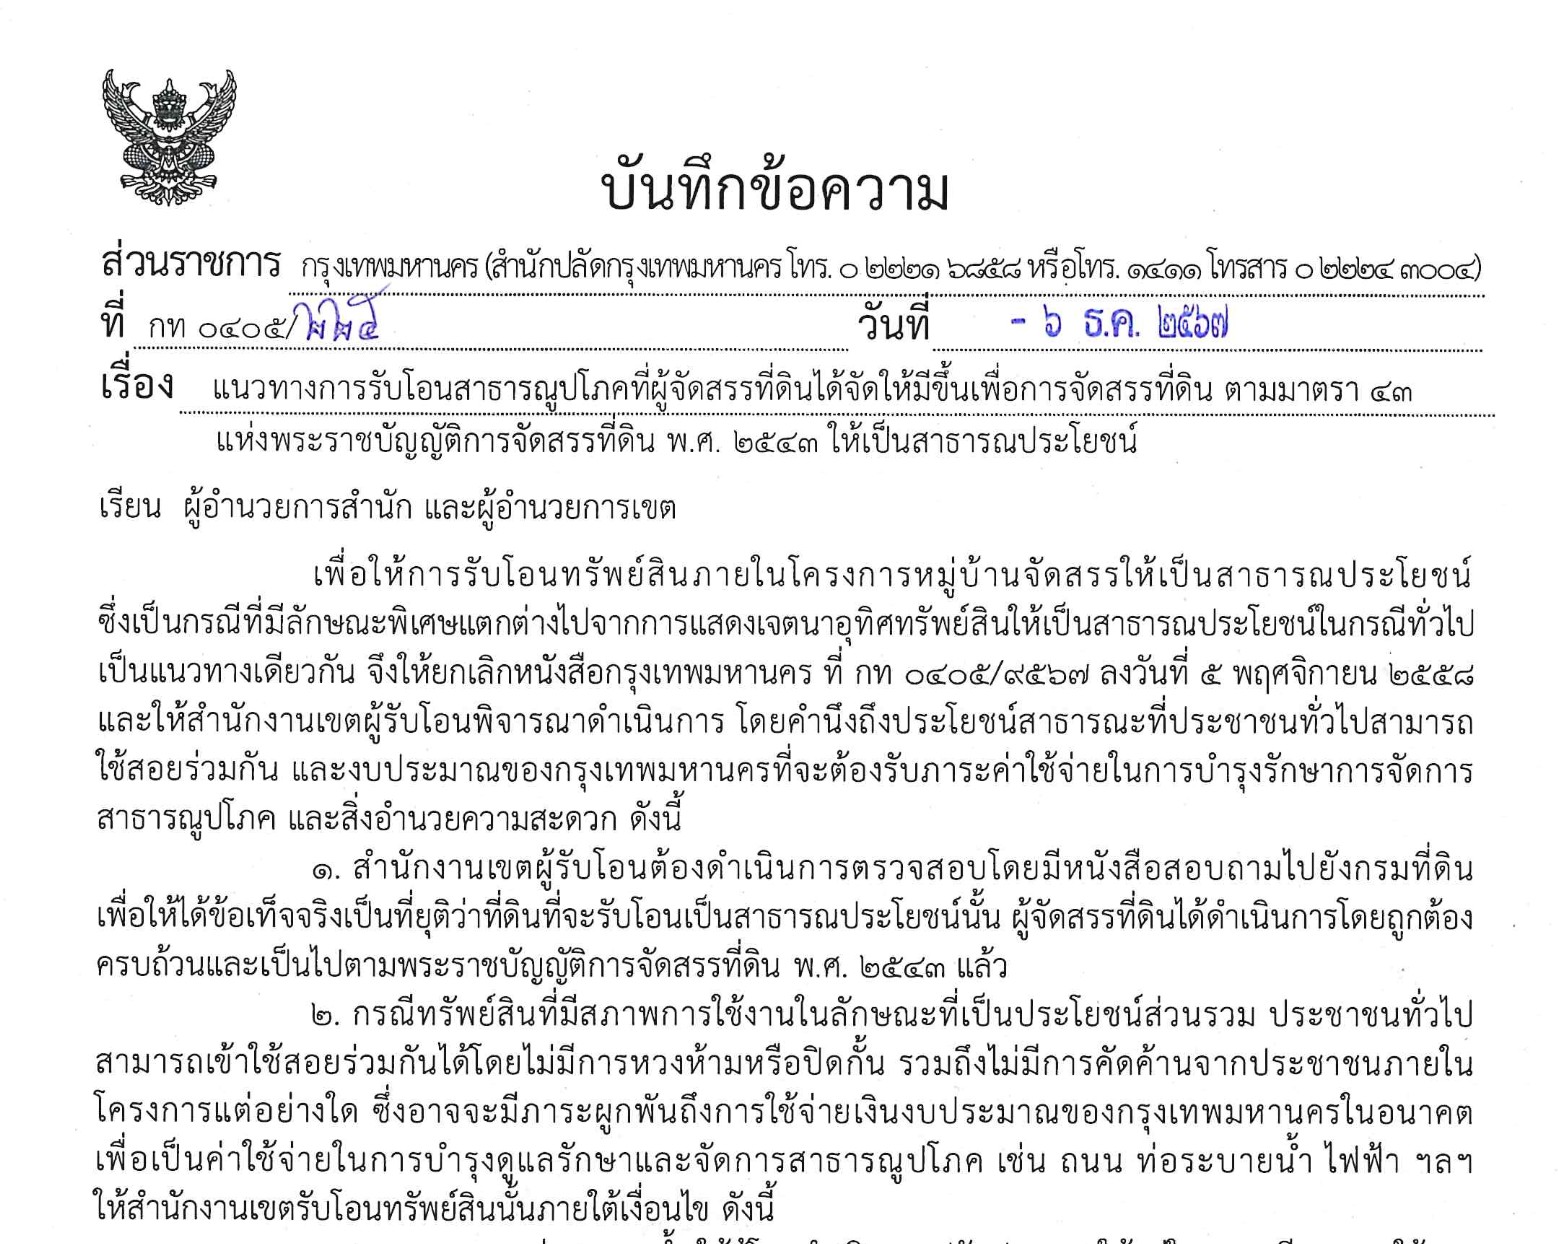 บันทึกข้อความ
ส่วนราชการ กรุงเทพมหานคร (สำนักปลัดกรุงเทพมหานคร โทร. ๐ ๒๒๒๑ ๖๘๕๘ หรือโทร. ๑๔๑๑ โทรสาร ๐ ๒๒๒๔ ๓๐๐๔)
ที่ กท ๐๔๐๕/๒๒๕ วันที่ - ๖ ธ.ค. ๒๕๖๗
เรื่อง แนวทางการรับโอนสาธารณูปโภคที่ผู้จัดสรรที่ดินได้จัดให้มีขึ้นเพื่อการจัดสรรที่ดิน ตามมาตรา ๔๓
แห่งพระราชบัญญัติการจัดสรรที่ดิน พ.ศ. ๒๕๔๓ ให้เป็นสาธารณประโยชน์
เรียน ผู้อำนวยการสำนัก และผู้อำนวยการเขต
เพื่อให้การรับโอนทรัพย์สินภายในโครงการหมู่บ้านจัดสรรให้เป็นสาธารณประโยชน์
ซึ่งเป็นกรณีที่มีลักษณะพิเศษแตกต่างไปจากการแสดงเจตนาอุทิศทรัพย์สินให้เป็นสาธารณประโยชน์ในกรณีทั่วไป
เป็นแนวทางเดียวกัน จึงให้ยกเลิกหนังสือกรุงเทพมหานคร ที่ กท ๐๔๐๕/๙๕๖๗ ลงวันที่ ๕ พฤศจิกายน ๒๕๕๘
และให้สำนักงานเขตผู้รับโอนพิจารณาดำเนินการ โดยคำนึงถึงประโยชน์สาธารณะที่ประชาชนทั่วไปสามารถ
ใช้สอยร่วมกัน และงบประมาณของกรุงเทพมหานครที่จะต้องรับภาระค่าใช้จ่ายในการบำรุงรักษาการจัดการ
สาธารณูปโภค และสิ่งอำนวยความสะดวก ดังนี้
๑. สำนักงานเขตผู้รับโอนต้องดำเนินการตรวจสอบโดยมีหนังสือสอบถามไปยังกรมที่ดิน
เพื่อให้ได้ข้อเท็จจริงเป็นที่ยุติว่าที่ดินที่จะรับโอนเป็นสาธารณประโยชน์นั้น ผู้จัดสรรที่ดินได้ดำเนินการโดยถูกต้อง
ครบถ้วนและเป็นไปตามพระราชบัญญัติการจัดสรรที่ดิน พ.ศ. ๒๕๔๓ แล้ว
๒. กรณีทรัพย์สินที่มีสภาพการใช้งานในลักษณะที่เป็นประโยชน์ส่วนรวม ประชาชนทั่วไป
สามารถเข้าใช้สอยร่วมกันได้โดยไม่มีการหวงห้ามหรือปิดกั้น รวมถึงไม่มีการคัดค้านจากประชาชนภายใน
โครงการแต่อย่างใด ซึ่งอาจจะมีภาระผูกพันถึงการใช้จ่ายเงินงบประมาณของกรุงเทพมหานครในอนาคต
เพื่อเป็นค่าใช้จ่ายในการบำรุงดูแลรักษาและจัดการสาธารณูปโภค เช่น ถนน ท่อระบายน้ำ ไฟฟ้า ฯลฯ
ให้สำนักงานเขตรับโอนทรัพย์สินนั้นภายใต้เงื่อนไข ดังนี้